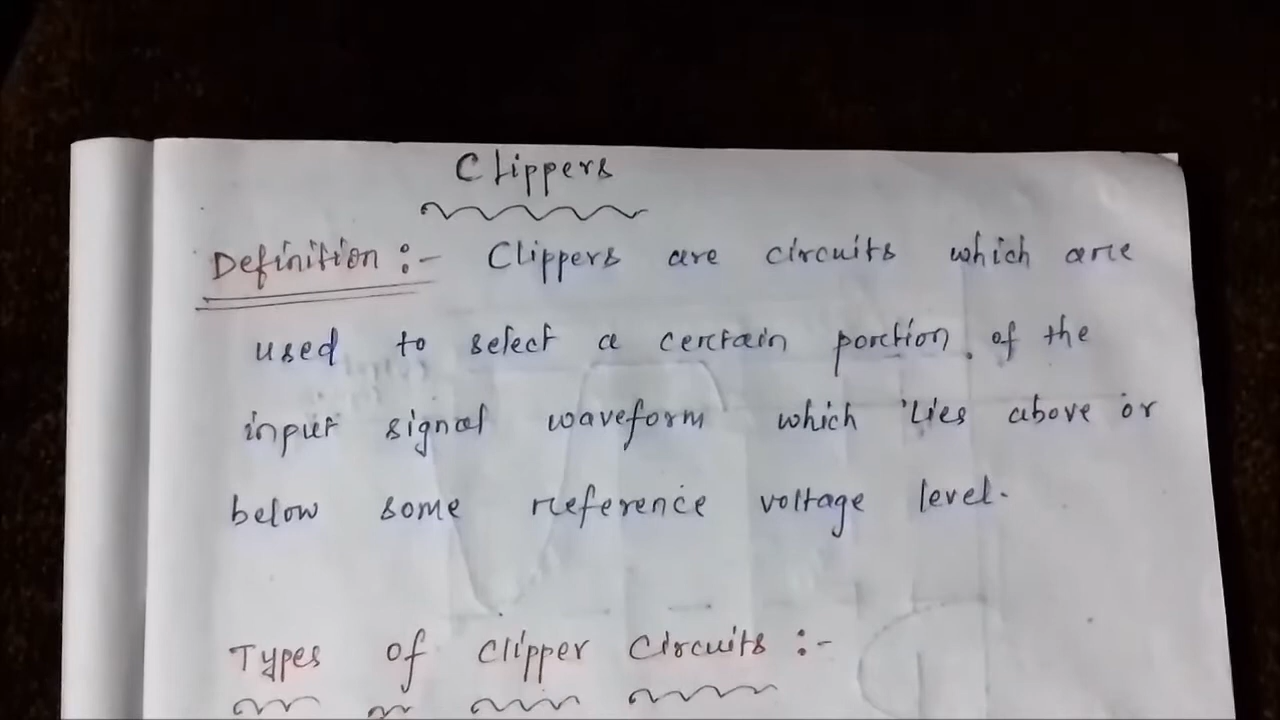 Clippers
Definition :- Clippers are circuits which are
used to select a certain portion of the
input signal waveform which lies above or
below some reference voltage level.
Types of clipper circuits :-